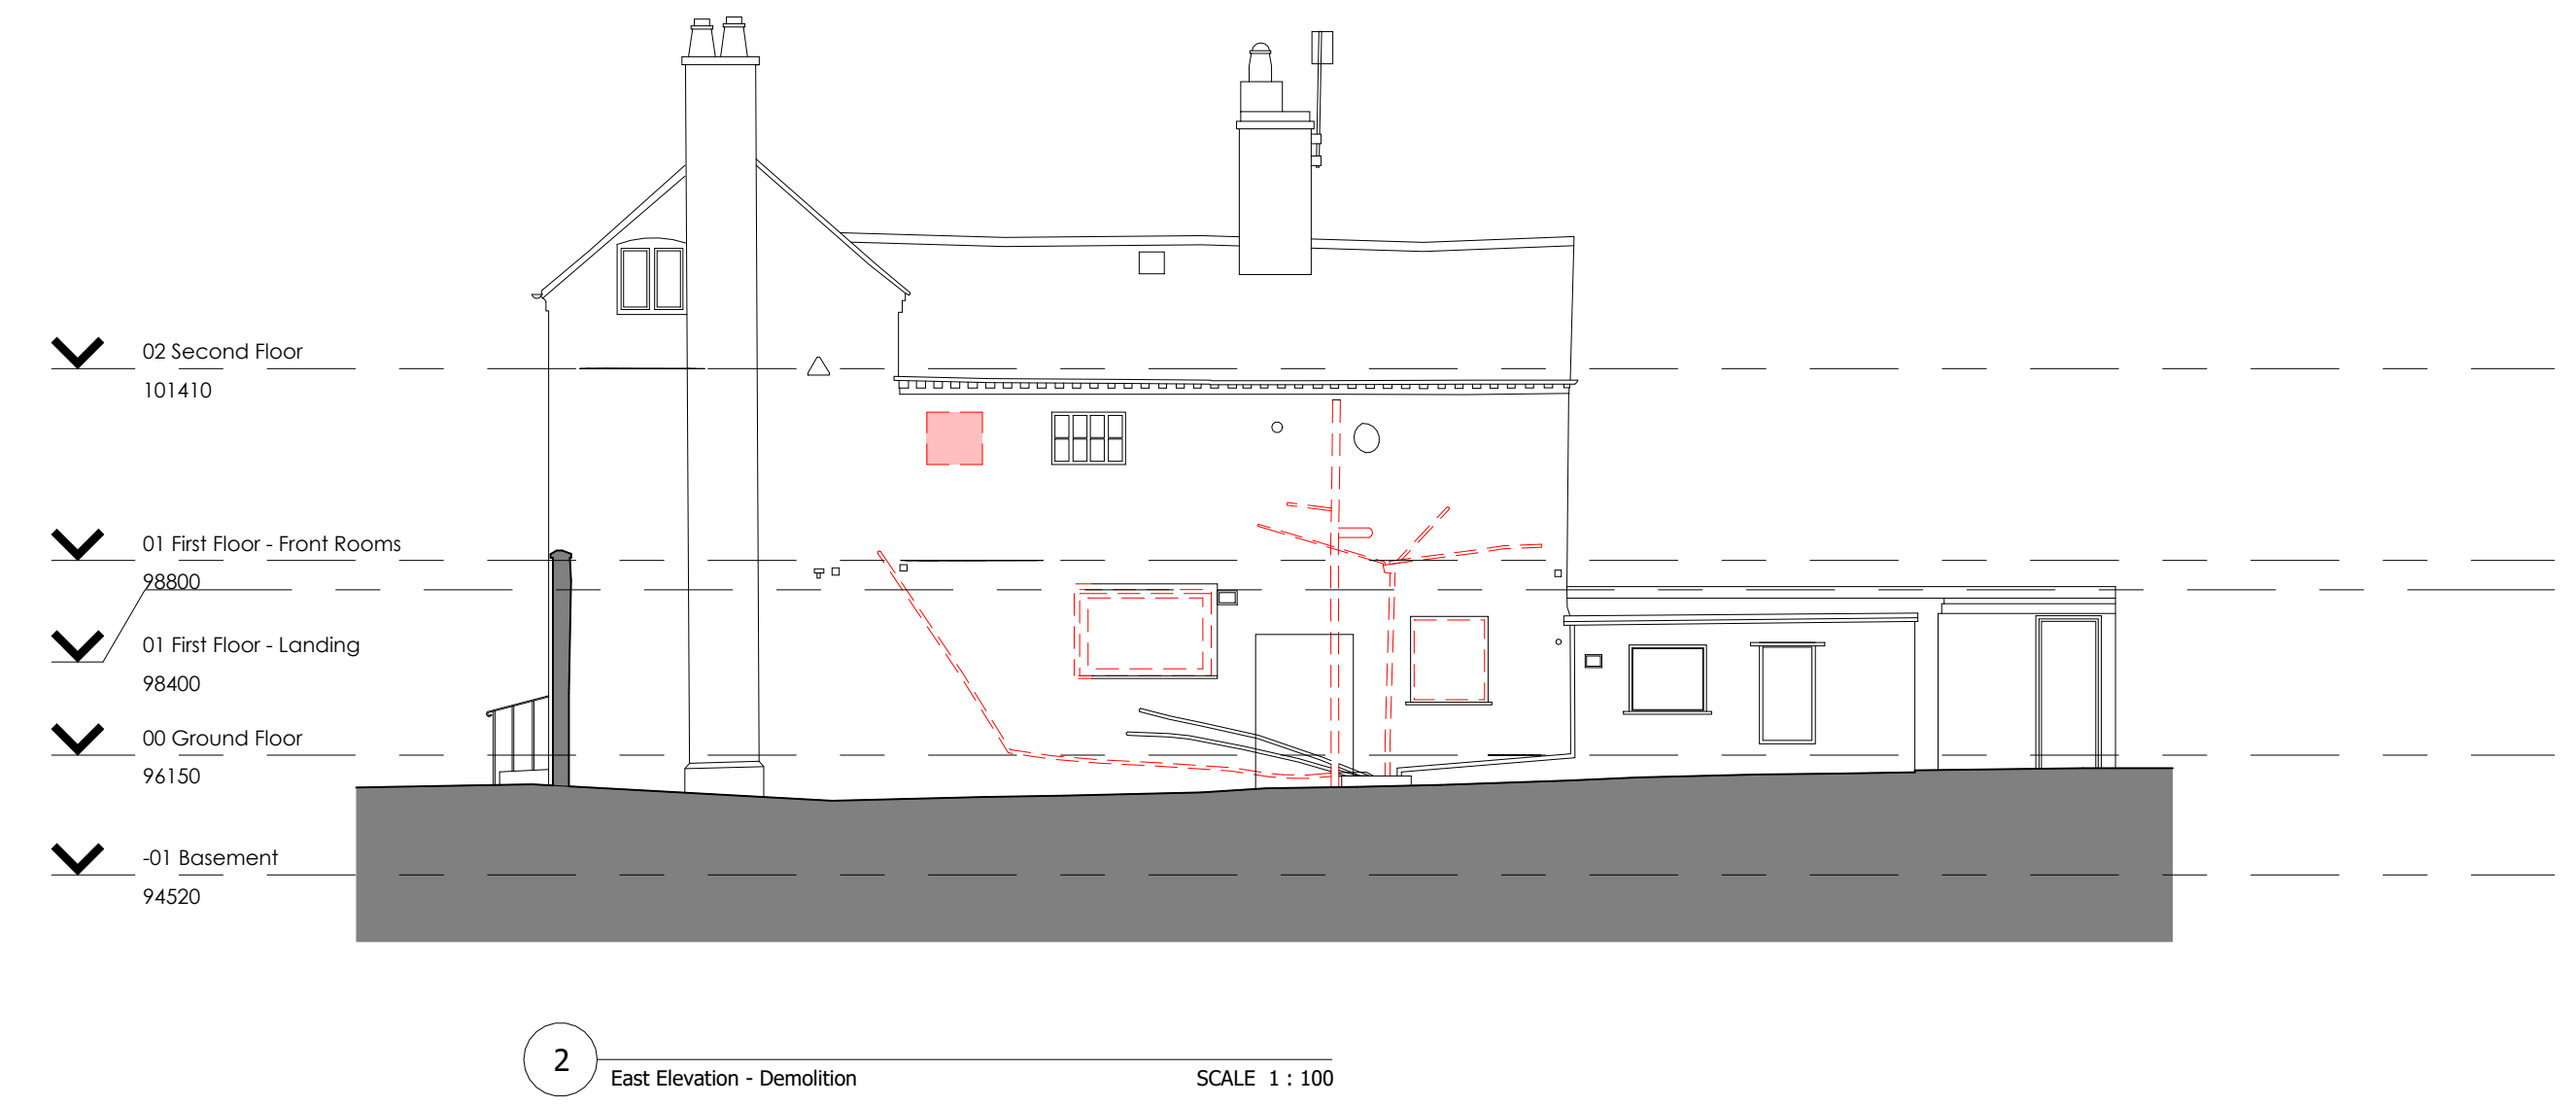 02 Second Floor
101410
01 First Floor - Front Rooms
98800
01 First Floor - Landing
98400
00 Ground Floor
96150
-01 Basement
94520
2
East Elevation - Demolition
SCALE 1 : 100